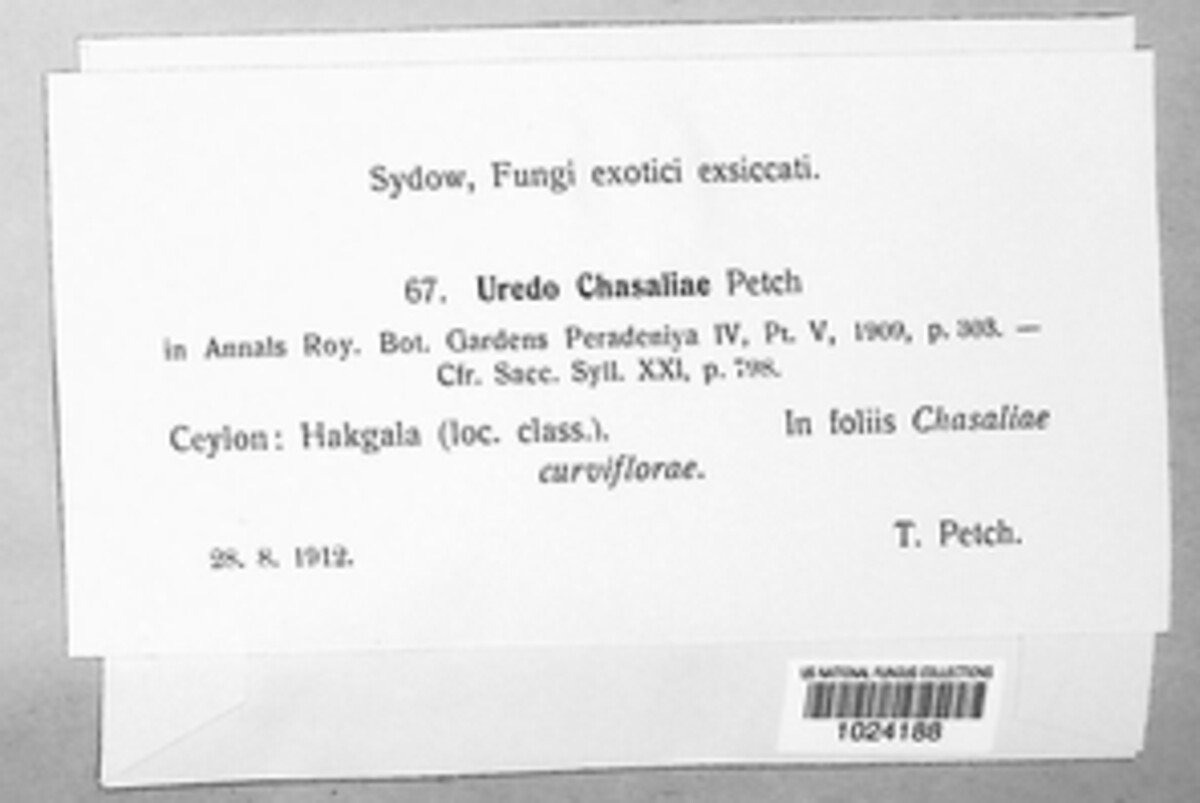 Sydow, Fungi exotici exsiccati.
67. Uredo Chasaliae Petch
in Annals Roy. Bot. Gardens Peradeniya IV, Pt. V, 1909, p. 303. —
Cfr. Sacc. Syll. XXI, p. 798.
Ceylon: Hakgala (loc. class.). In foliis Chasaliae
curviflorae.
28. 8. 1912.
T. Petch.
US NATIONAL FUNGUS COLLECTIONS
1024188